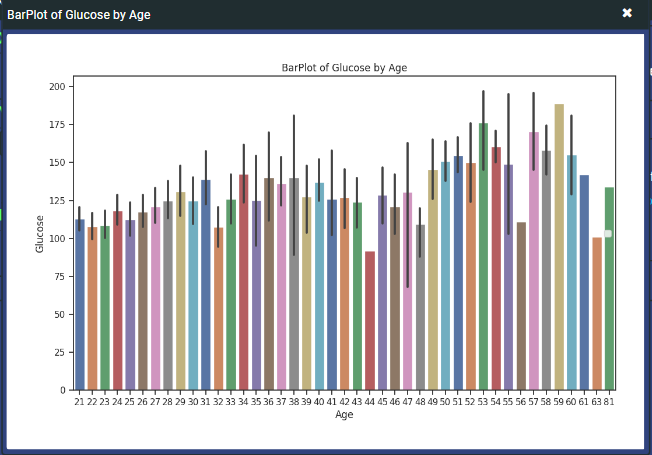 BarPlot of Glucose by Age ✖
BarPlot of Glucose by Age
200
175
150
125
100
75
50
25
0
Glucose
21 22 23 24 25 26 27 28 29 30 31 32 33 34 35 36 37 38 39 40 41 42 43 44 45 46 47 48 49 50 51 52 53 54 55 56 57 58 59 60 61 63 81
Age